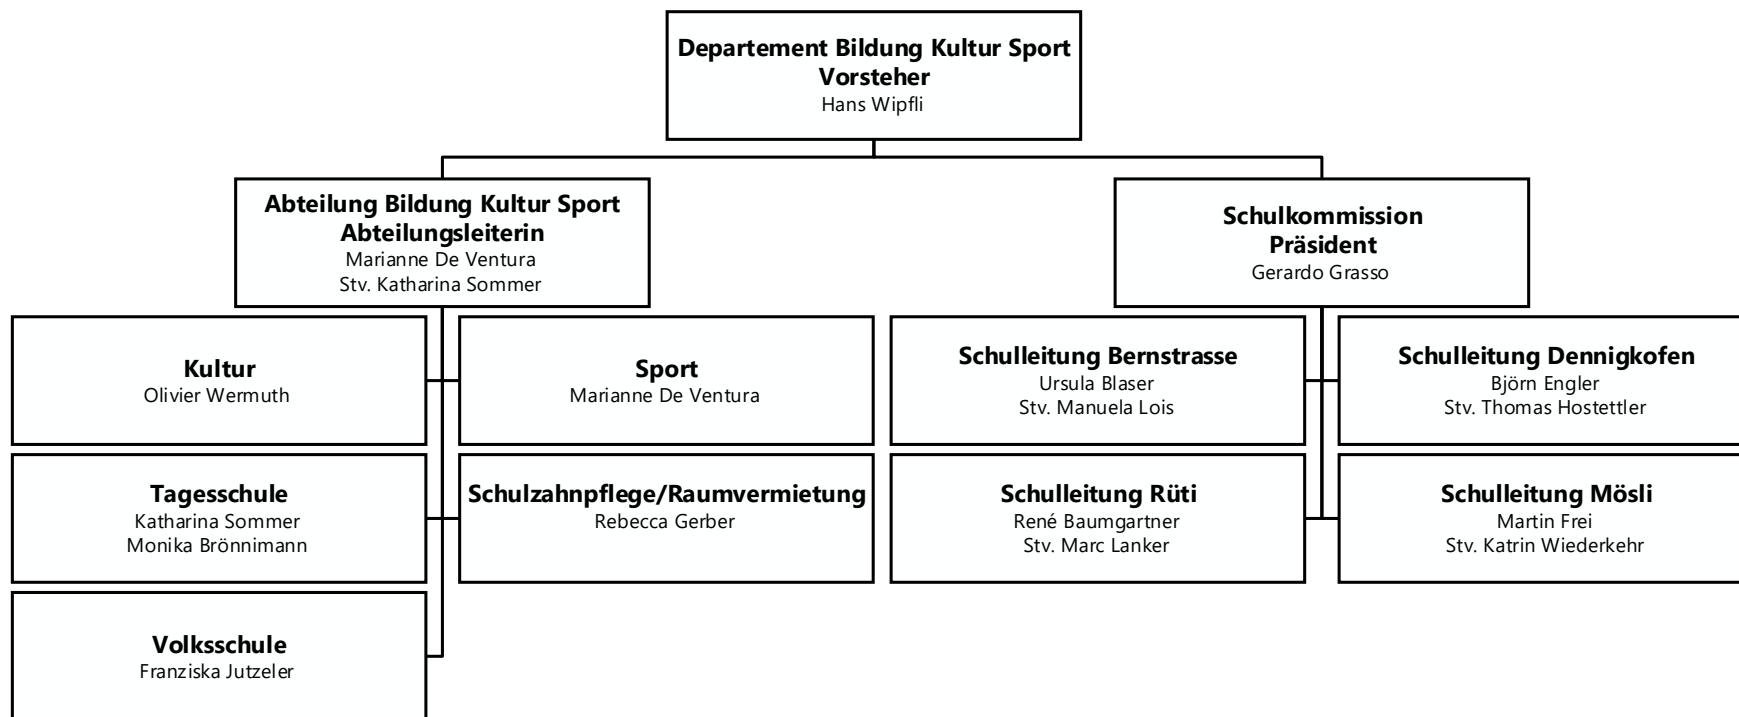 Departement Bildung Kultur Sport
Vorsteher
Hans Wipfli
Abteilung Bildung Kultur Sport
Abteilungsleiterin
Marianne De Ventura
Stv. Katharina Sommer
Schulkommission
Präsident
Gerardo Grasso
Kultur
Olivier Wermuth
Sport
Marianne De Ventura
Schulleitung Bernstrasse
Ursula Blaser
Stv. Manuela Lois
Schulleitung Dennigkofen
Björn Engler
Stv. Thomas Hostettler
Tagesschule
Katharina Sommer
Monika Brönnimann
Schulzahnpflege/Raumvermietung
Rebecca Gerber
Schulleitung Rüti
René Baumgartner
Stv. Marc Lanker
Schulleitung Mösli
Martin Frei
Stv. Katrin Wiederkehr
Volksschule
Franziska Jutzeler